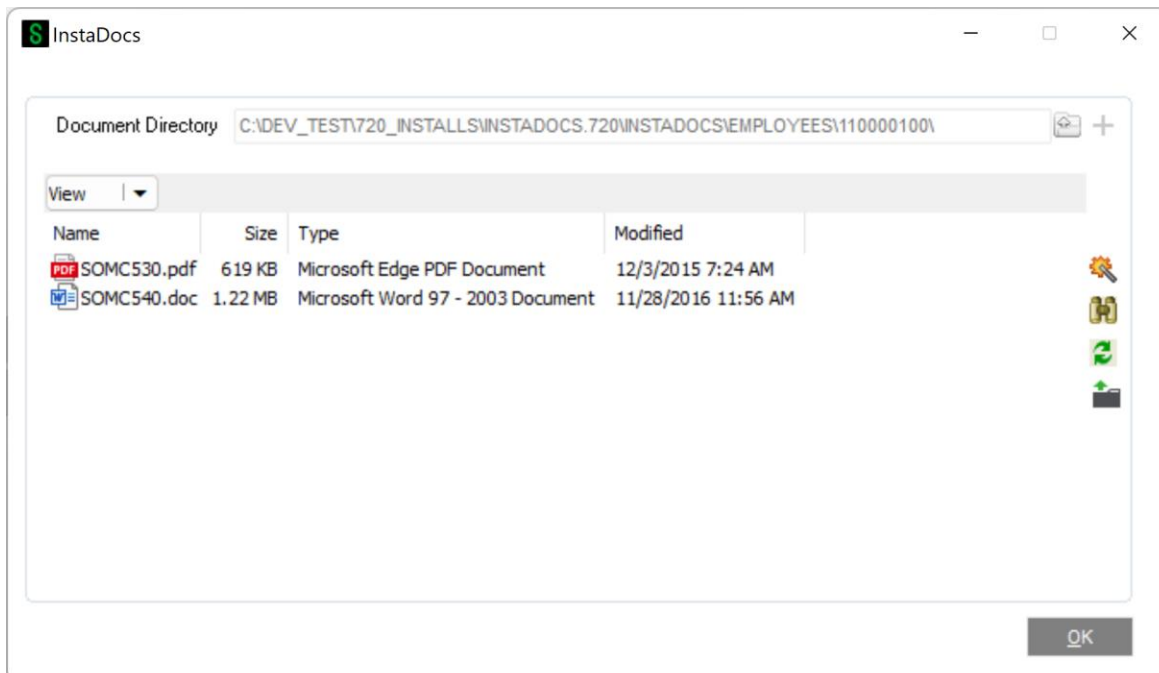 InstaDocs
Document Directory C:\DEV_TEST\720_INSTALLS\INSTADOCS.720\INSTADOCS\EMPLOYEES\110000100\
View
Name Size Type Modified
PDF SOMC530.pdf 619 KB Microsoft Edge PDF Document 12/3/2015 7:24 AM
W SOMC540.doc 1.22 MB Microsoft Word 97 - 2003 Document 11/28/2016 11:56 AM
OK